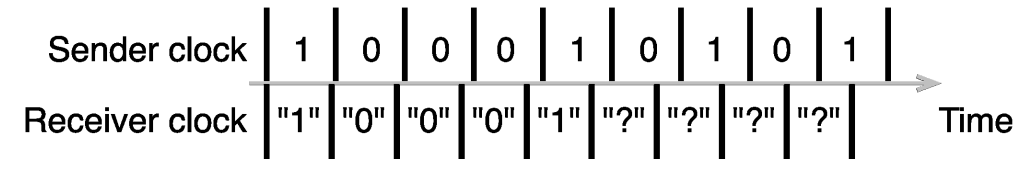 Sender clock 1 0 0 0 1 0 1 0 1
Receiver clock "1" "0" "0" "0" "1" "?" "?" "?" "?" Time